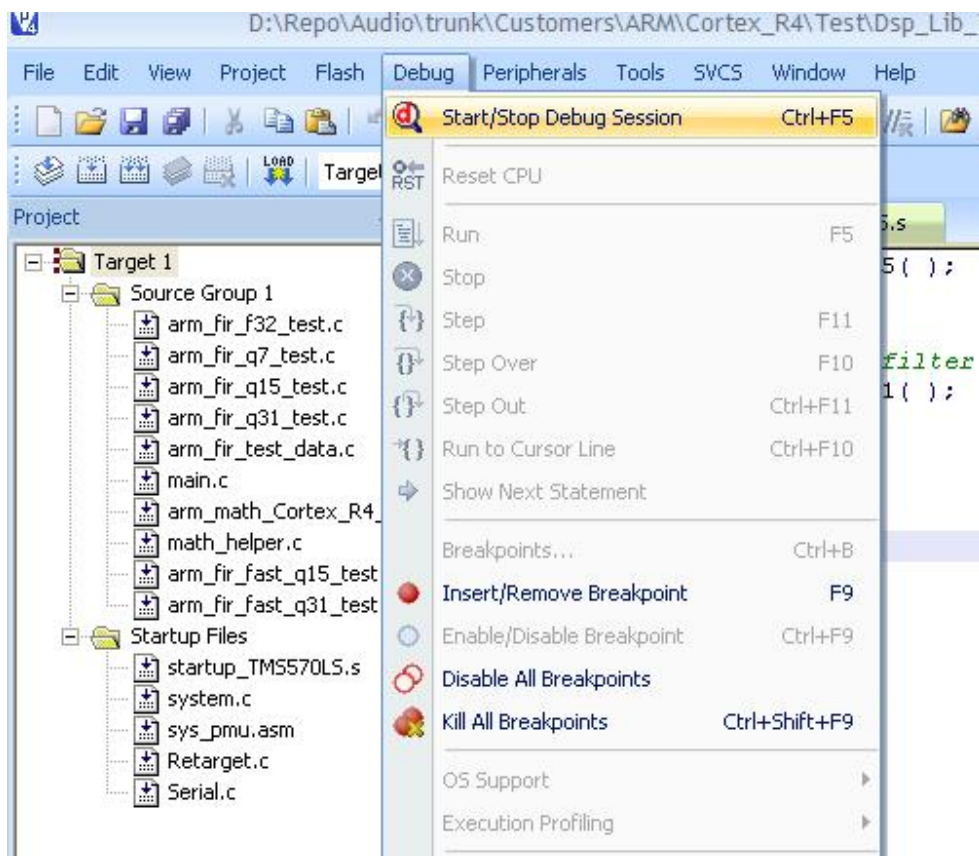 D:\Repo\Audio\trunk\Customers\ARM\Cortex_R4\Test\Dsp_Lib_
File Edit View Project Flash Debug Peripherals Tools SVCS Window Help
Start/Stop Debug Session Ctrl+F5
LOAD
Target
RST Reset CPU
Project
Run F5
5.s
Target 1
5( );
Source Group 1
Stop
arm_fir_f32_test.c
Step F11
arm_fir_q7_test.c
Step Over F10
filter
arm_fir_q15_test.c
1( );
Step Out Ctrl+F11
arm_fir_q31_test.c
arm_fir_test_data.c
Run to Cursor Line Ctrl+F10
main.c
Show Next Statement
arm_math_Cortex_R4_
math_helper.c
Breakpoints... Ctrl+B
arm_fir_fast_q15_test
Insert/Remove Breakpoint F9
arm_fir_fast_q31_test
Startup Files
Enable/Disable Breakpoint Ctrl+F9
startup_TMS570LS.s
Disable All Breakpoints
system.c
Kill All Breakpoints Ctrl+Shift+F9
sys_pmu.asm
Retarget.c
OS Support
Serial.c
Execution Profiling